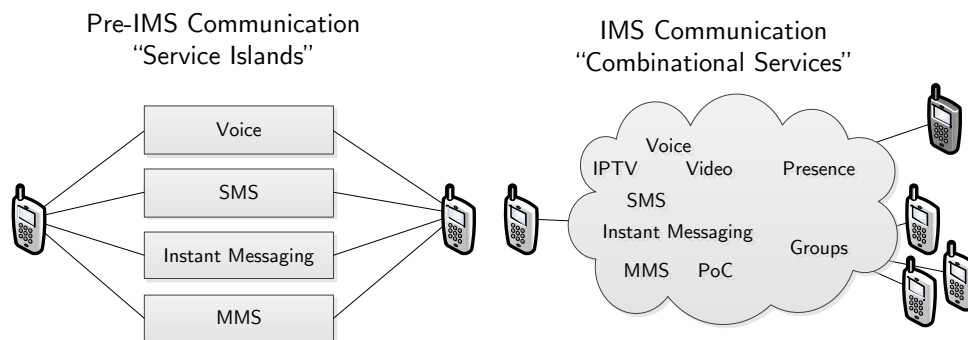 Pre-IMS Communication
“Service Islands”
Voice
SMS
Instant Messaging
MMS
IMS Communication
“Combinational Services”
Voice
IPTV Video Presence
SMS
Instant Messaging
Groups
MMS PoC